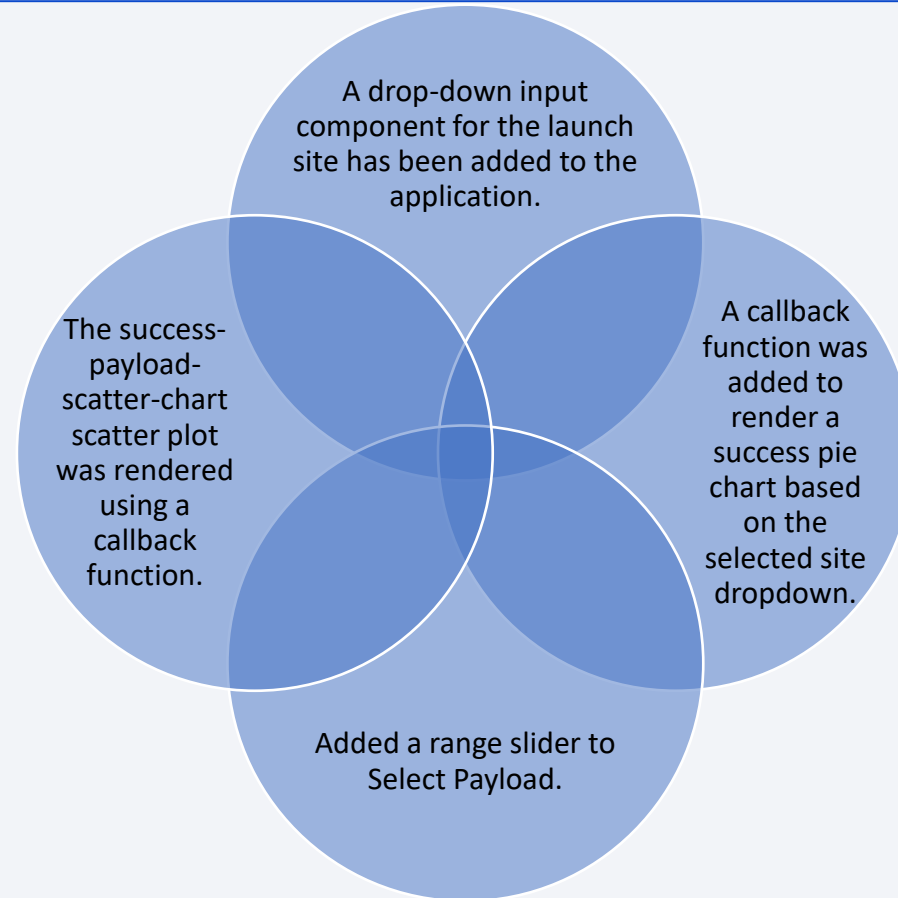 A drop-down input
component for the launch
site has been added to the
application.
A callback
function was
added to
render a
success pie
chart based
on the
selected site
dropdown.
Added a range slider to
Select Payload.
The success-
payload-
scatter-chart
scatter plot
was rendered
using a
callback
function.